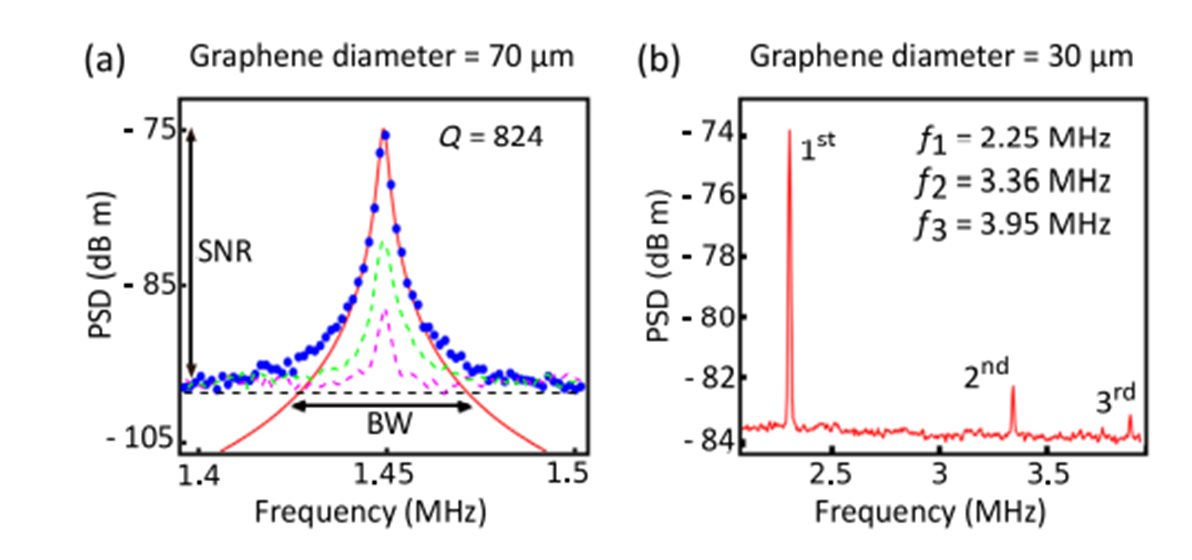 (a) Graphene diameter = 70 µm
Q = 824
- 75
- 85
- 105
SNR
BW
PSD (dB m)
1.4 1.45 1.5
Frequency (MHz)
(b) Graphene diameter = 30 µm
f1 = 2.25 MHz
f2 = 3.36 MHz
f3 = 3.95 MHz
1st
2nd
3rd
- 74
- 76
- 78
- 80
- 82
- 84
PSD (dB m)
2.5 3 3.5
Frequency (MHz)